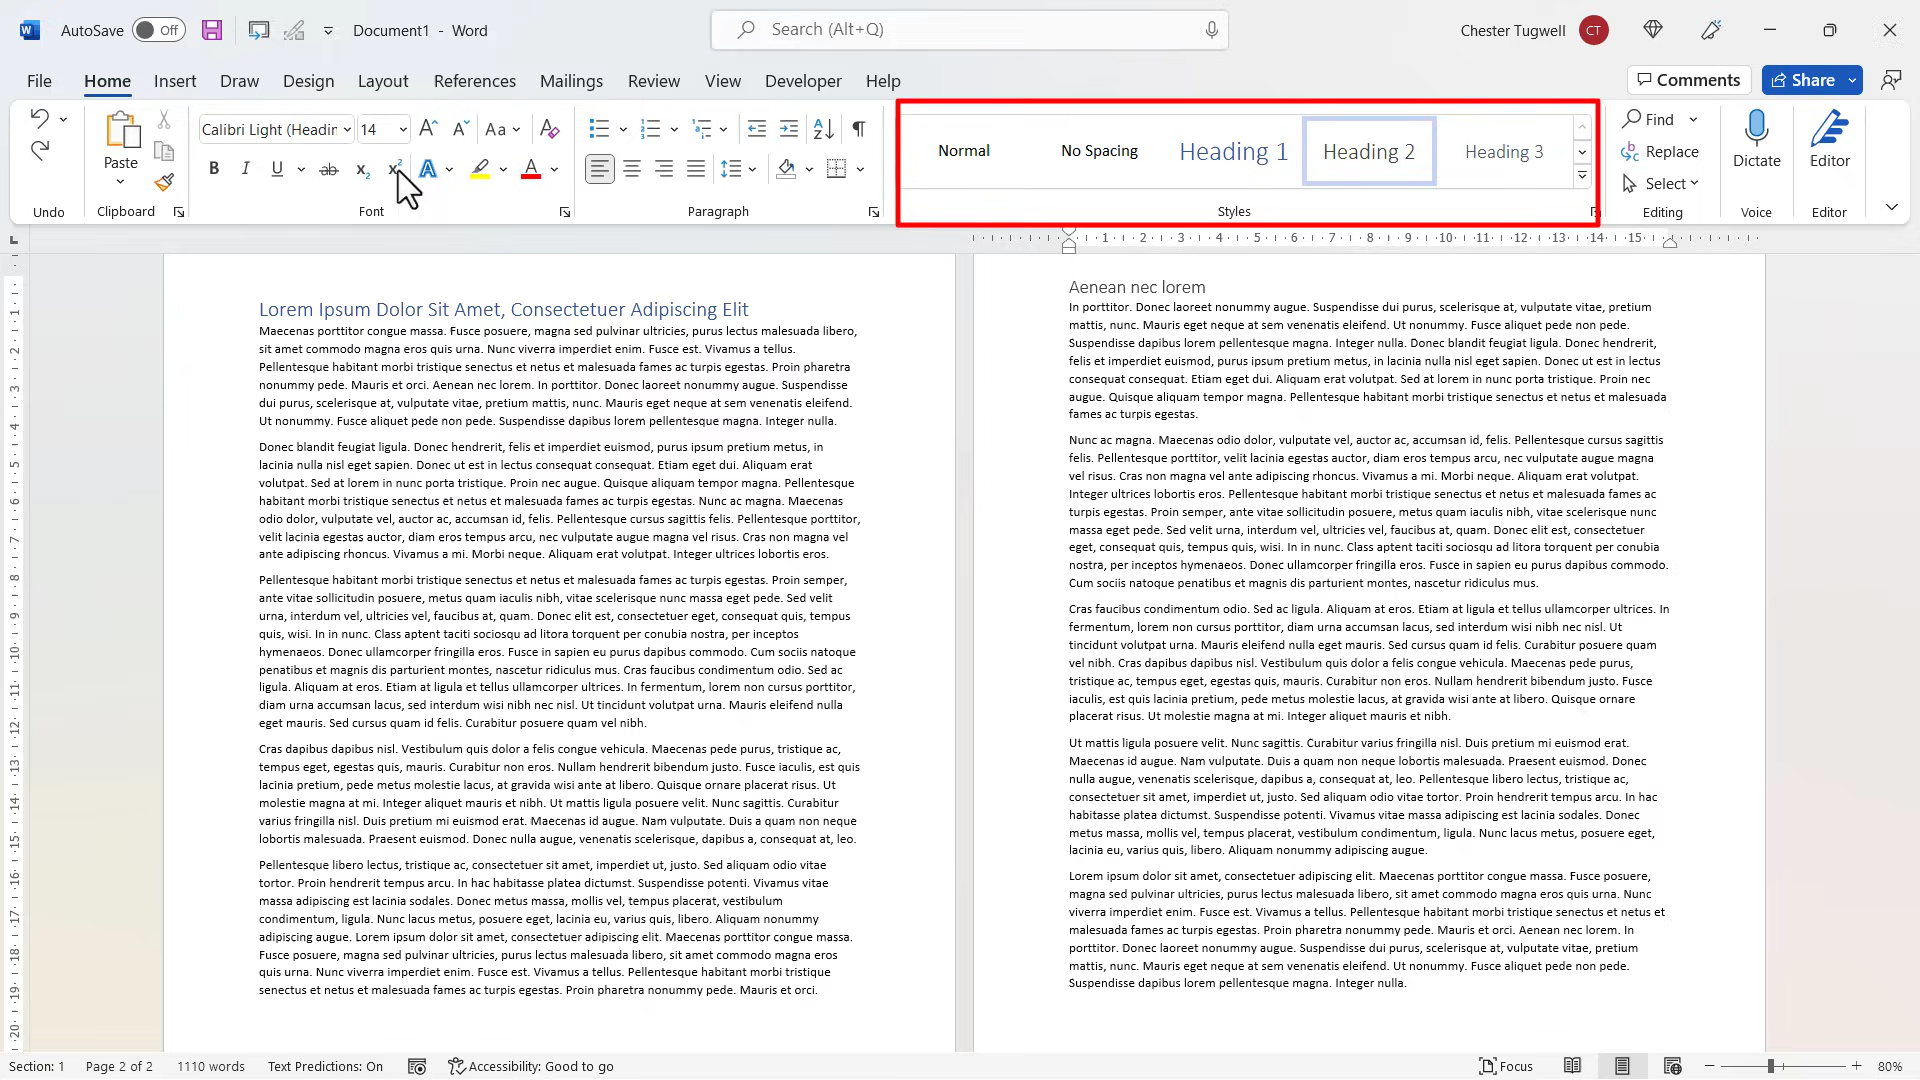 AutoSave Off Document1 - Word Search (Alt+Q) Chester Tugwell CT
File Home Insert Draw Design Layout References Mailings Review View Developer Help Comments Share
Calibri Light (Headin 14 Aa
Paste
B I U ab x₂ x² A A
Normal No Spacing Heading 1 Heading 2 Heading 3
Find
Replace
Select
Dictate
Editor
Undo Clipboard Font Paragraph Styles Editing Voice Editor
1 2 3 4 5 6 7 8 9 10 11 12 13 14 15
1
2
3
4
5
6
7
8
9
10
11
12
13
14
15
16
17
18
19
20
Lorem Ipsum Dolor Sit Amet, Consectetuer Adipiscing Elit
Maecenas porttitor congue massa. Fusce posuere, magna sed pulvinar ultricies, purus lectus malesuada libero,
sit amet commodo magna eros quis urna. Nunc viverra imperdiet enim. Fusce est. Vivamus a tellus.
Pellentesque habitant morbi tristique senectus et netus et malesuada fames ac turpis egestas. Proin pharetra
nonummy pede. Mauris et orci. Aenean nec lorem. In porttitor. Donec laoreet nonummy augue. Suspendisse
dui purus, scelerisque at, vulputate vitae, pretium mattis, nunc. Mauris eget neque at sem venenatis eleifend.
Ut nonummy. Fusce aliquet pede non pede. Suspendisse dapibus lorem pellentesque magna. Integer nulla.
Donec blandit feugiat ligula. Donec hendrerit, felis et imperdiet euismod, purus ipsum pretium metus, in
lacinia nulla nisl eget sapien. Donec ut est in lectus consequat consequat. Etiam eget dui. Aliquam erat
volutpat. Sed at lorem in nunc porta tristique. Proin nec augue. Quisque aliquam tempor magna. Pellentesque
habitant morbi tristique senectus et netus et malesuada fames ac turpis egestas. Nunc ac magna. Maecenas
odio dolor, vulputate vel, auctor ac, accumsan id, felis. Pellentesque cursus sagittis felis. Pellentesque porttitor,
velit lacinia egestas auctor, diam eros tempus arcu, nec vulputate augue magna vel risus. Cras non magna vel
ante adipiscing rhoncus. Vivamus a mi. Morbi neque. Aliquam erat volutpat. Integer ultrices lobortis eros.
Pellentesque habitant morbi tristique senectus et netus et malesuada fames ac turpis egestas. Proin semper,
ante vitae sollicitudin posuere, metus quam iaculis nibh, vitae scelerisque nunc massa eget pede. Sed velit
urna, interdum vel, ultricies vel, faucibus at, quam. Donec elit est, consectetuer eget, consequat quis, tempus
quis, wisi. In in nunc. Class aptent taciti sociosqu ad litora torquent per conubia nostra, per inceptos
hymenaeos. Donec ullamcorper fringilla eros. Fusce in sapien eu purus dapibus commodo. Cum sociis natoque
penatibus et magnis dis parturient montes, nascetur ridiculus mus. Cras faucibus condimentum odio. Sed ac
ligula. Aliquam at eros. Etiam at ligula et tellus ullamcorper ultrices. In fermentum, lorem non cursus porttitor,
diam urna accumsan lacus, sed interdum wisi nibh nec nisl. Ut tincidunt volutpat urna. Mauris eleifend nulla
eget mauris. Sed cursus quam id felis. Curabitur posuere quam vel nibh.
Cras dapibus dapibus nisl. Vestibulum quis dolor a felis congue vehicula. Maecenas pede purus, tristique ac,
tempus eget, egestas quis, mauris. Curabitur non eros. Nullam hendrerit bibendum justo. Fusce iaculis, est quis
lacinia pretium, pede metus molestie lacus, at gravida wisi ante at libero. Quisque ornare placerat risus. Ut
molestie magna at mi. Integer aliquet mauris et nibh. Ut mattis ligula posuere velit. Nunc sagittis. Curabitur
varius fringilla nisl. Duis pretium mi euismod erat. Maecenas id augue. Nam vulputate. Duis a quam non neque
lobortis malesuada. Praesent euismod. Donec nulla augue, venenatis scelerisque, dapibus a, consequat at, leo.
Pellentesque libero lectus, tristique ac, consectetuer sit amet, imperdiet ut, justo. Sed aliquam odio vitae
tortor. Proin hendrerit tempus arcu. In hac habitasse platea dictumst. Suspendisse potenti. Vivamus vitae
massa adipiscing est lacinia sodales. Donec metus massa, mollis vel, tempus placerat, vestibulum
condimentum, ligula. Nunc lacus metus, posuere eget, lacinia eu, varius quis, libero. Aliquam nonummy
adipiscing augue. Lorem ipsum dolor sit amet, consectetuer adipiscing elit. Maecenas porttitor congue massa.
Fusce posuere, magna sed pulvinar ultricies, purus lectus malesuada libero, sit amet commodo magna eros
quis urna. Nunc viverra imperdiet enim. Fusce est. Vivamus a tellus. Pellentesque habitant morbi tristique
senectus et netus et malesuada fames ac turpis egestas. Proin pharetra nonummy pede. Mauris et orci.
Aenean nec lorem
In porttitor. Donec laoreet nonummy augue. Suspendisse dui purus, scelerisque at, vulputate vitae, pretium
mattis, nunc. Mauris eget neque at sem venenatis eleifend. Ut nonummy. Fusce aliquet pede non pede.
Suspendisse dapibus lorem pellentesque magna. Integer nulla. Donec blandit feugiat ligula. Donec hendrerit,
felis et imperdiet euismod, purus ipsum pretium metus, in lacinia nulla nisl eget sapien. Donec ut est in lectus
consequat consequat. Etiam eget dui. Aliquam erat volutpat. Sed at lorem in nunc porta tristique. Proin nec
augue. Quisque aliquam tempor magna. Pellentesque habitant morbi tristique senectus et netus et malesuada
fames ac turpis egestas.
Nunc ac magna. Maecenas odio dolor, vulputate vel, auctor ac, accumsan id, felis. Pellentesque cursus sagittis
felis. Pellentesque porttitor, velit lacinia egestas auctor, diam eros tempus arcu, nec vulputate augue magna
vel risus. Cras non magna vel ante adipiscing rhoncus. Vivamus a mi. Morbi neque. Aliquam erat volutpat.
Integer ultrices lobortis eros. Pellentesque habitant morbi tristique senectus et netus et malesuada fames ac
turpis egestas. Proin semper, ante vitae sollicitudin posuere, metus quam iaculis nibh, vitae scelerisque nunc
massa eget pede. Sed velit urna, interdum vel, ultricies vel, faucibus at, quam. Donec elit est, consectetuer
eget, consequat quis, tempus quis, wisi. In in nunc. Class aptent taciti sociosqu ad litora torquent per conubia
nostra, per inceptos hymenaeos. Donec ullamcorper fringilla eros. Fusce in sapien eu purus dapibus commodo.
Cum sociis natoque penatibus et magnis dis parturient montes, nascetur ridiculus mus.
Cras faucibus condimentum odio. Sed ac ligula. Aliquam at eros. Etiam at ligula et tellus ullamcorper ultrices. In
fermentum, lorem non cursus porttitor, diam urna accumsan lacus, sed interdum wisi nibh nec nisl. Ut
tincidunt volutpat urna. Mauris eleifend nulla eget mauris. Sed cursus quam id felis. Curabitur posuere quam
vel nibh. Cras dapibus dapibus nisl. Vestibulum quis dolor a felis congue vehicula. Maecenas pede purus,
tristique ac, tempus eget, egestas quis, mauris. Curabitur non eros. Nullam hendrerit bibendum justo. Fusce
iaculis, est quis lacinia pretium, pede metus molestie lacus, at gravida wisi ante at libero. Quisque ornare
placerat risus. Ut molestie magna at mi. Integer aliquet mauris et nibh.
Ut mattis ligula posuere velit. Nunc sagittis. Curabitur varius fringilla nisl. Duis pretium mi euismod erat.
Maecenas id augue. Nam vulputate. Duis a quam non neque lobortis malesuada. Praesent euismod. Donec
nulla augue, venenatis scelerisque, dapibus a, consequat at, leo. Pellentesque libero lectus, tristique ac,
consectetuer sit amet, imperdiet ut, justo. Sed aliquam odio vitae tortor. Proin hendrerit tempus arcu. In hac
habitasse platea dictumst. Suspendisse potenti. Vivamus vitae massa adipiscing est lacinia sodales. Donec
metus massa, mollis vel, tempus placerat, vestibulum condimentum, ligula. Nunc lacus metus, posuere eget,
lacinia eu, varius quis, libero. Aliquam nonummy adipiscing augue.
Lorem ipsum dolor sit amet, consectetuer adipiscing elit. Maecenas porttitor congue massa. Fusce posuere,
magna sed pulvinar ultricies, purus lectus malesuada libero, sit amet commodo magna eros quis urna. Nunc
viverra imperdiet enim. Fusce est. Vivamus a tellus. Pellentesque habitant morbi tristique senectus et netus et
malesuada fames ac turpis egestas. Proin pharetra nonummy pede. Mauris et orci. Aenean nec lorem. In
porttitor. Donec laoreet nonummy augue. Suspendisse dui purus, scelerisque at, vulputate vitae, pretium
mattis, nunc. Mauris eget neque at sem venenatis eleifend. Ut nonummy. Fusce aliquet pede non pede.
Suspendisse dapibus lorem pellentesque magna. Integer nulla.
Section: 1 Page 2 of 2 1110 words Text Predictions: On Accessibility: Good to go Focus 80%